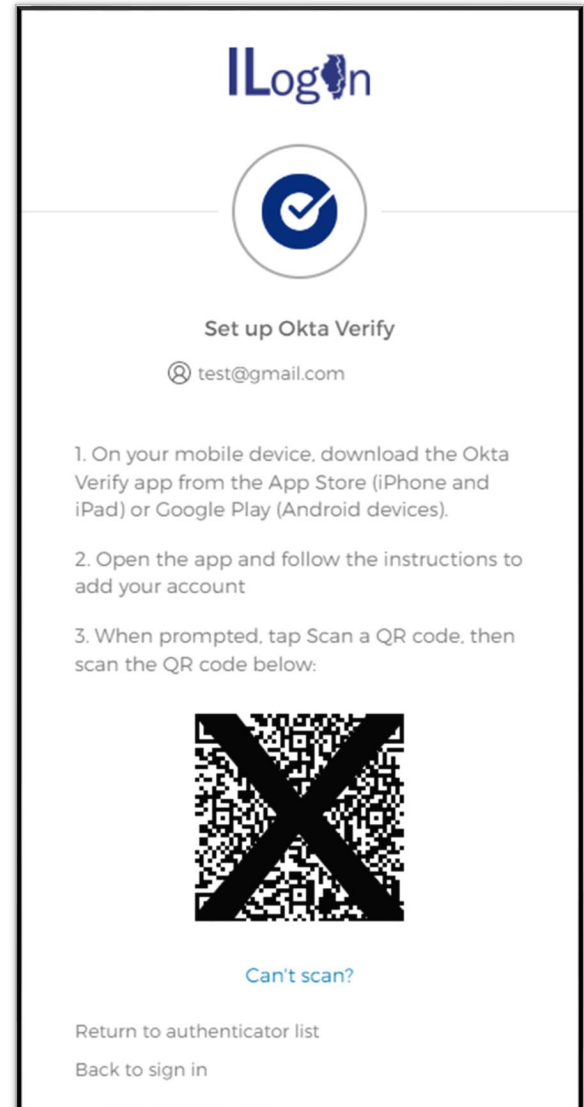 ILogIn
Set up Okta Verify
test@gmail.com
1. On your mobile device, download the Okta
Verify app from the App Store (iPhone and
iPad) or Google Play (Android devices).
2. Open the app and follow the instructions to
add your account
3. When prompted, tap Scan a QR code, then
scan the QR code below:
Can't scan?
Return to authenticator list
Back to sign in